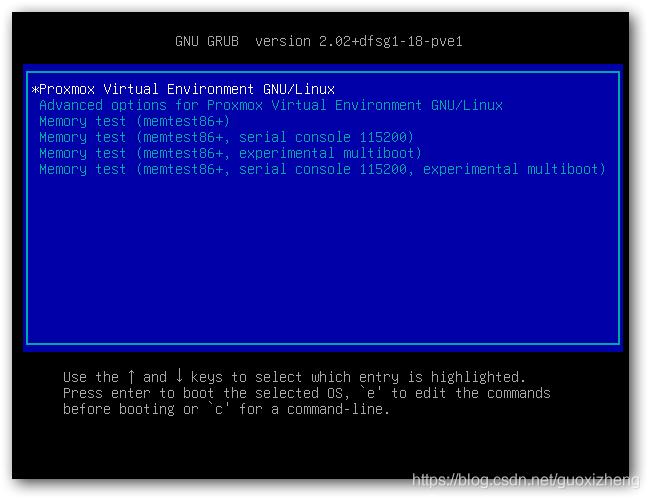 GNU GRUB  version 2.02+dfsg1-18-pve1
*Proxmox Virtual Environment GNU/Linux
Advanced options for Proxmox Virtual Environment GNU/Linux
Memory test (memtest86+)
Memory test (memtest86+, serial console 115200)
Memory test (memtest86+, experimental multiboot)
Memory test (memtest86+, serial console 115200, experimental multiboot)
Use the ↑ and ↓ keys to select which entry is highlighted.
Press enter to boot the selected OS, `e' to edit the commands
before booting or `c' for a command-line.
https://blog.csdn.net/guoxizheng